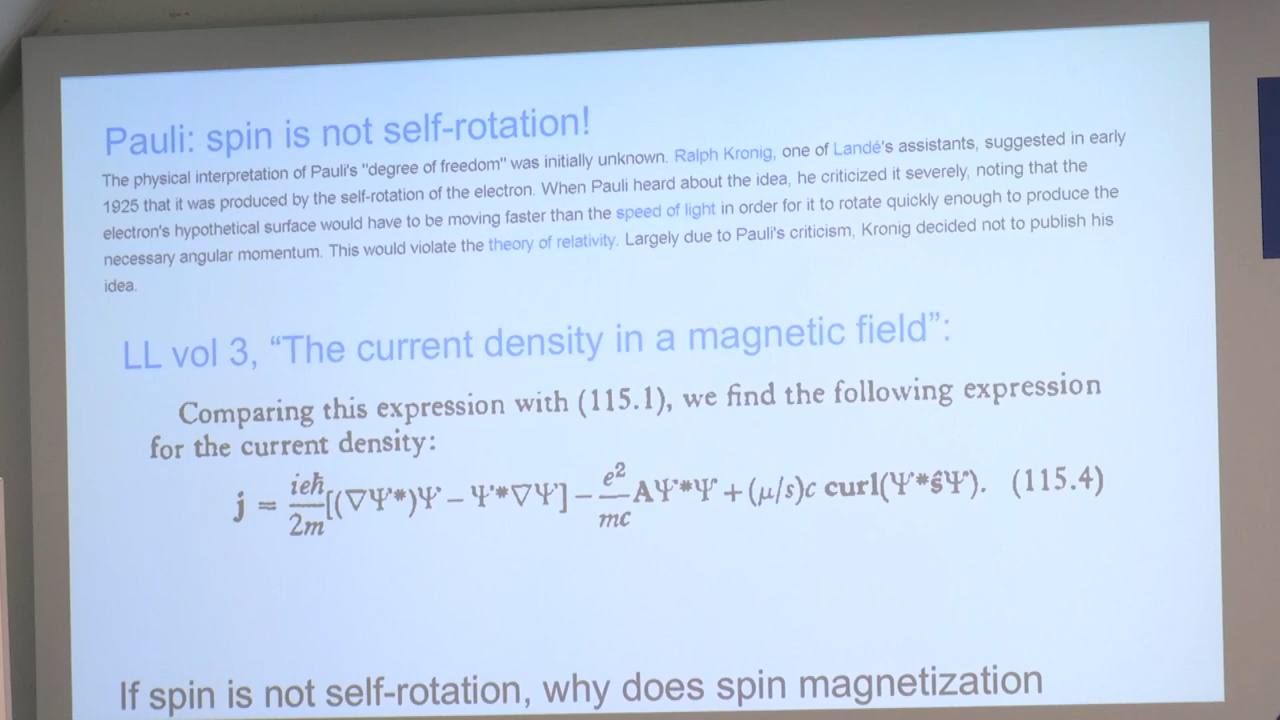 Pauli: spin is not self-rotation!
The physical interpretation of Pauli's "degree of freedom" was initially unknown. Ralph Kronig, one of Landé's assistants, suggested in early
1925 that it was produced by the self-rotation of the electron. When Pauli heard about the idea, he criticized it severely, noting that the
electron's hypothetical surface would have to be moving faster than the speed of light in order for it to rotate quickly enough to produce the
necessary angular momentum. This would violate the theory of relativity. Largely due to Pauli's criticism, Kronig decided not to publish his
idea.
LL vol 3, “The current density in a magnetic field”:
Comparing this expression with (115.1), we find the following expression
for the current density:
j = ieħ/2m [(∇Ψ*)Ψ − Ψ*∇Ψ] − e²/mc AΨ*Ψ + (μ/s)c curl(Ψ*ŝΨ). (115.4)
If spin is not self-rotation, why does spin magnetization